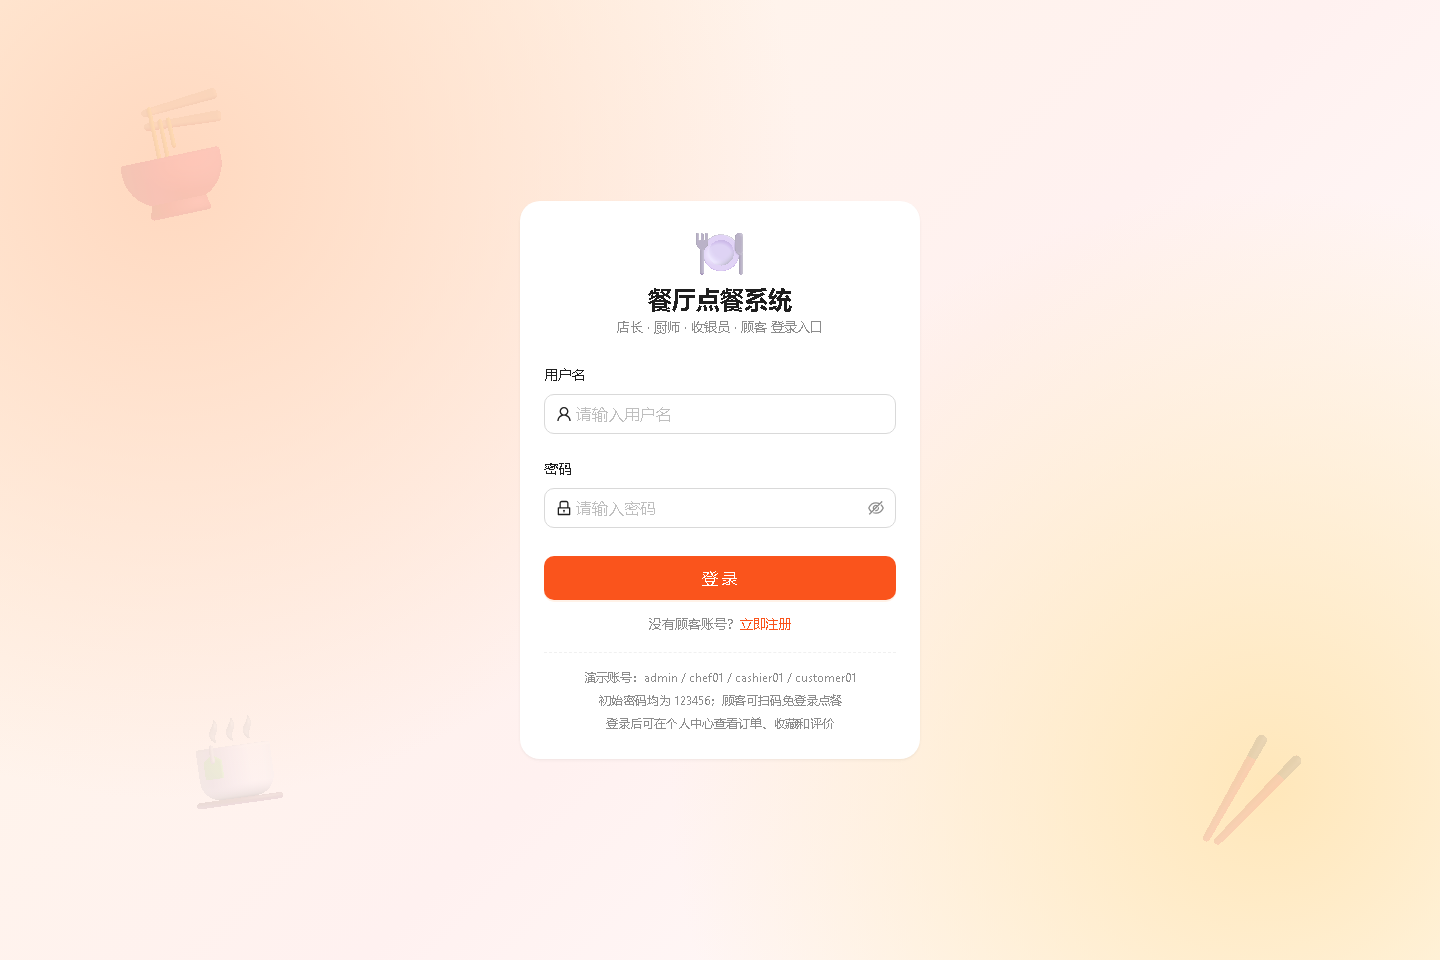 餐厅点餐系统
店长 · 厨师 · 收银员 · 顾客 登录入口
用户名
请输入用户名
密码
请输入密码
登录
没有顾客账号？立即注册
演示账号：admin / chef01 / cashier01 / customer01
初始密码均为 123456；顾客可扫码免登录点餐
登录后可在个人中心查看订单、收藏和评价